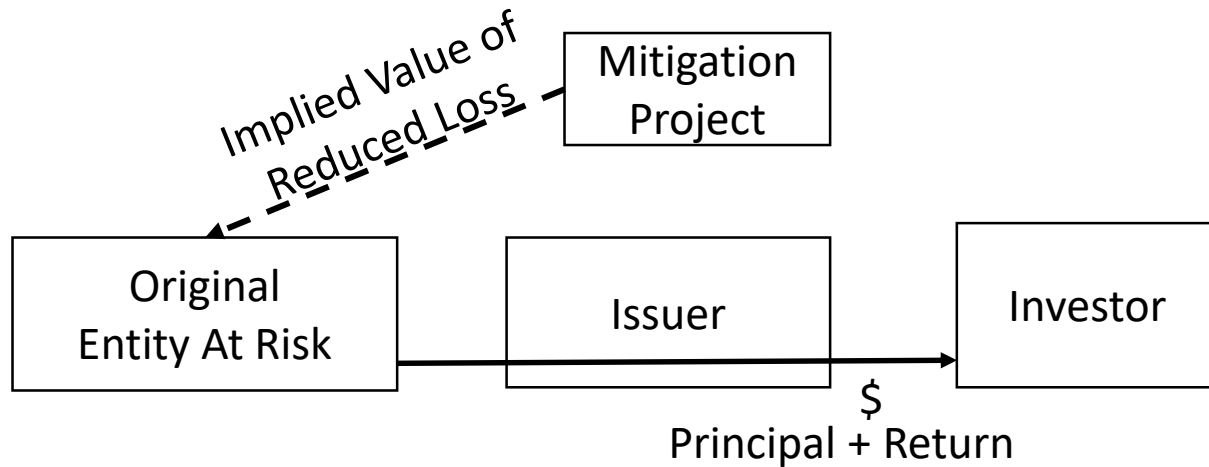 Implied Value of
Reduced Loss
Mitigation
Project
Original
Entity At Risk
Issuer
Investor
$
Principal + Return